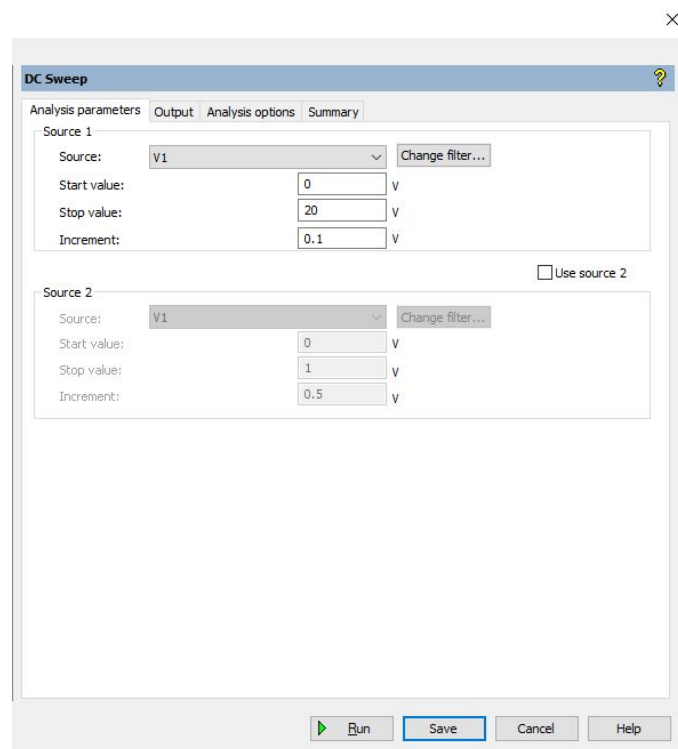 DC Sweep
Analysis parameters Output Analysis options Summary
Source 1
Source: V1 Change filter...
Start value: 0 V
Stop value: 20 V
Increment: 0.1 V
Use source 2
Source 2
Source: V1 Change filter...
Start value: 0 V
Stop value: 1 V
Increment: 0.5 V
Run Save Cancel Help